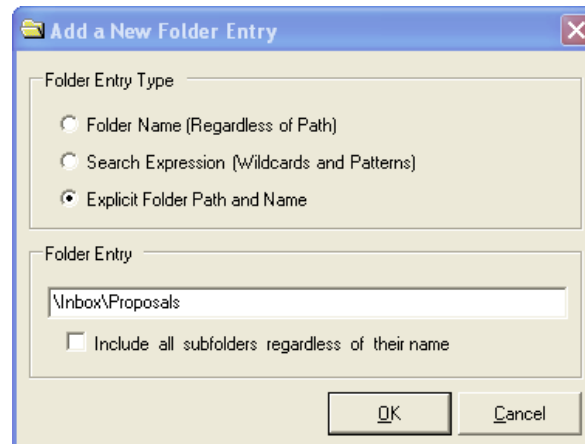 Add a New Folder Entry
Folder Entry Type
Folder Name (Regardless of Path)
Search Expression (Wildcards and Patterns)
Explicit Folder Path and Name
Folder Entry
\Inbox\Proposals
Include all subfolders regardless of their name
OK Cancel